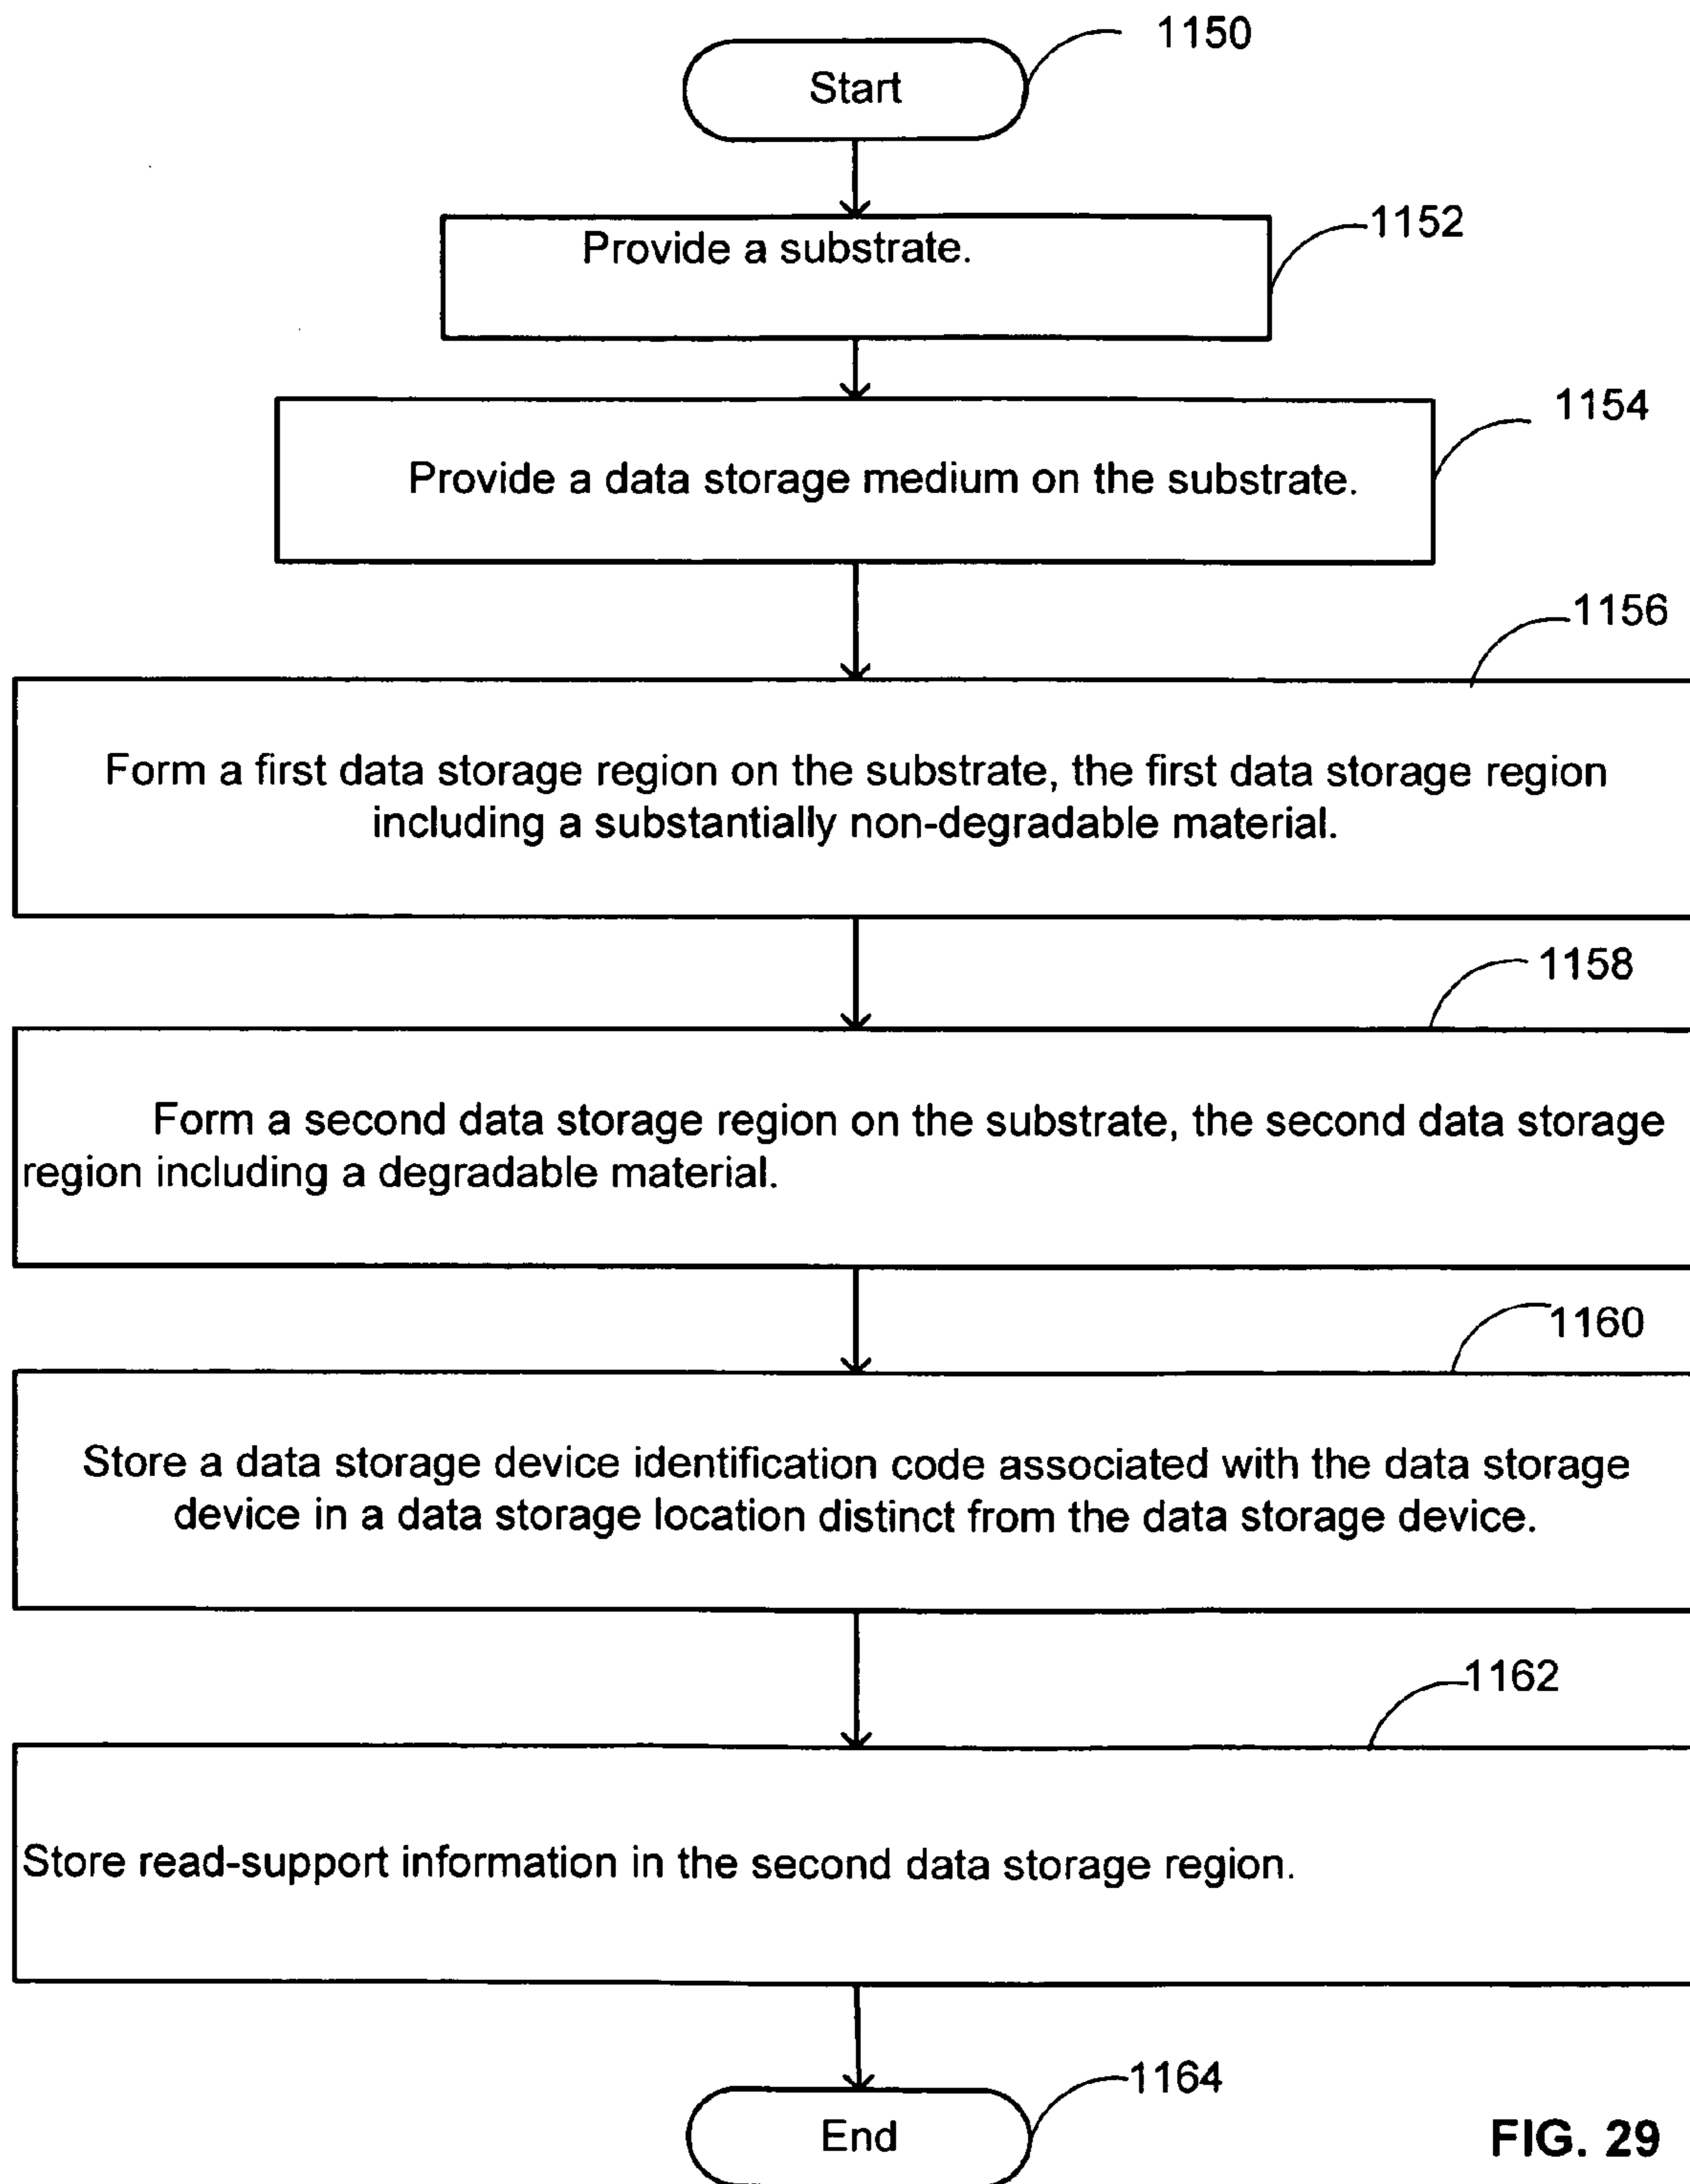 1150
Start
1152
Provide a substrate.
1154
Provide a data storage medium on the substrate.
1156
Form a first data storage region on the substrate, the first data storage region
including a substantially non-degradable material.
1158
Form a second data storage region on the substrate, the second data storage
region including a degradable material.
1160
Store a data storage device identification code associated with the data storage
device in a data storage location distinct from the data storage device.
1162
Store read-support information in the second data storage region.
1164
End
FIG. 29